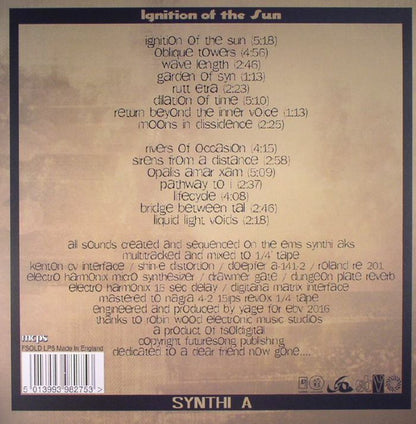 Ignition of the Sun
ignition of the sun (5:18)
oblique towers (4:56)
wave length (2:46)
garden of syn (1:13)
rutt etra (2:23)
dilation of time (5:10)
return beyond the inner voice (1:13)
moons in dissidence (2:25)
rivers of occasion (4:15)
sirens from a distance (2:58)
opalis amar xam (5:09)
pathway to i (2:37)
lifecyde (4:08)
bridge between tal (2:46)
liquid light voids (2:18)
all sounds created and sequenced on the ems synthi aks
multitracked and mixed to 1/4" tape
kenton cv interface / shin-e distortion / doepfer a-141-2 / roland re 201
electro harmonix micro synthesizer / drawmer gate / dungeon plate reverb
electro harmonix 16 sec delay / digitana matrix interface
mastered to nagra 4-2 15ips revox 1/4 tape
engineered and produced by yage for ebv 2016
thanks to robin wood electronic music studios
a product of fsoldigital
copyright futuresong publishing
dedicated to a dear friend now gone....
mcps
FSOLD LP8 Made In England
5 013993 982753 >
SYNTHI A